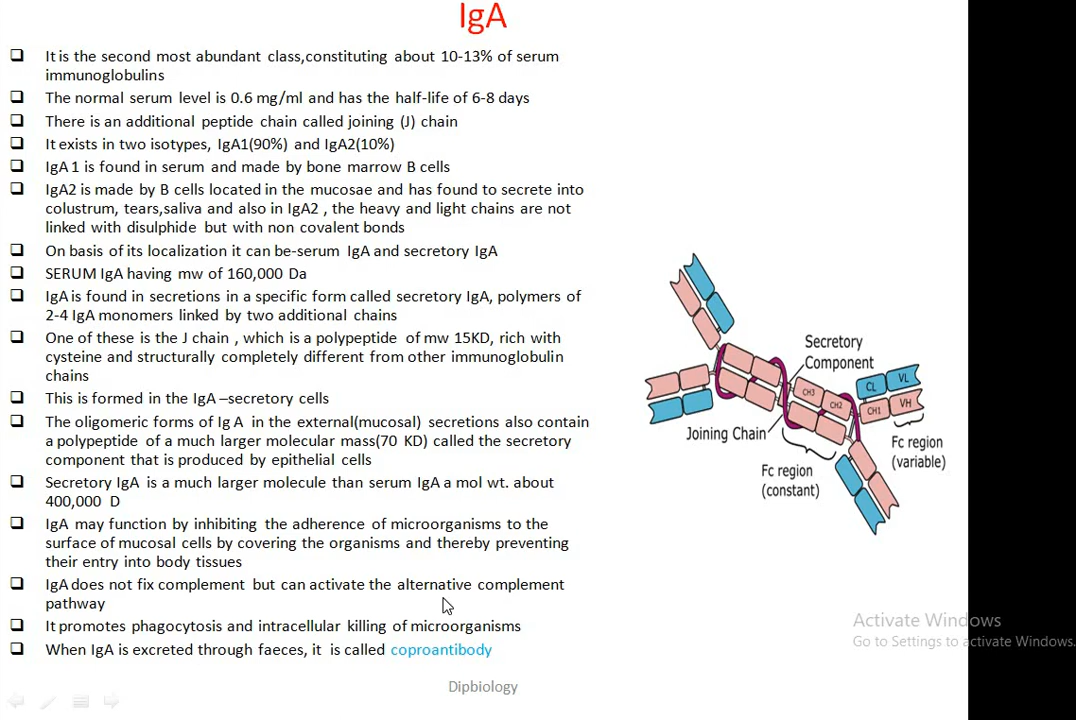 IgA
It is the second most abundant class,constituting about 10-13% of serum
immunoglobulins
The normal serum level is 0.6 mg/ml and has the half-life of 6-8 days
There is an additional peptide chain called joining (J) chain
It exists in two isotypes, IgA1(90%) and IgA2(10%)
IgA 1 is found in serum and made by bone marrow B cells
IgA2 is made by B cells located in the mucosae and has found to secrete into
colustrum, tears,saliva and also in IgA2 , the heavy and light chains are not
linked with disulphide but with non covalent bonds
On basis of its localization it can be-serum IgA and secretory IgA
SERUM IgA having mw of 160,000 Da
IgA is found in secretions in a specific form called secretory IgA, polymers of
2-4 IgA monomers linked by two additional chains
One of these is the J chain , which is a polypeptide of mw 15KD, rich with
cysteine and structurally completely different from other immunoglobulin
chains
This is formed in the IgA –secretory cells
The oligomeric forms of Ig A in the external(mucosal) secretions also contain
a polypeptide of a much larger molecular mass(70 KD) called the secretory
component that is produced by epithelial cells
Secretory IgA is a much larger molecule than serum IgA a mol wt. about
400,000 D
IgA may function by inhibiting the adherence of microorganisms to the
surface of mucosal cells by covering the organisms and thereby preventing
their entry into body tissues
IgA does not fix complement but can activate the alternative complement
pathway
It promotes phagocytosis and intracellular killing of microorganisms
When IgA is excreted through faeces, it is called coproantibody
Secretory
Component
CH3
CH2
CL
VL
CH1
VH
Joining Chain
Fc region
(variable)
Fc region
(constant)
Activate Windows
Go to Settings to activate Windows.
Dipbiology